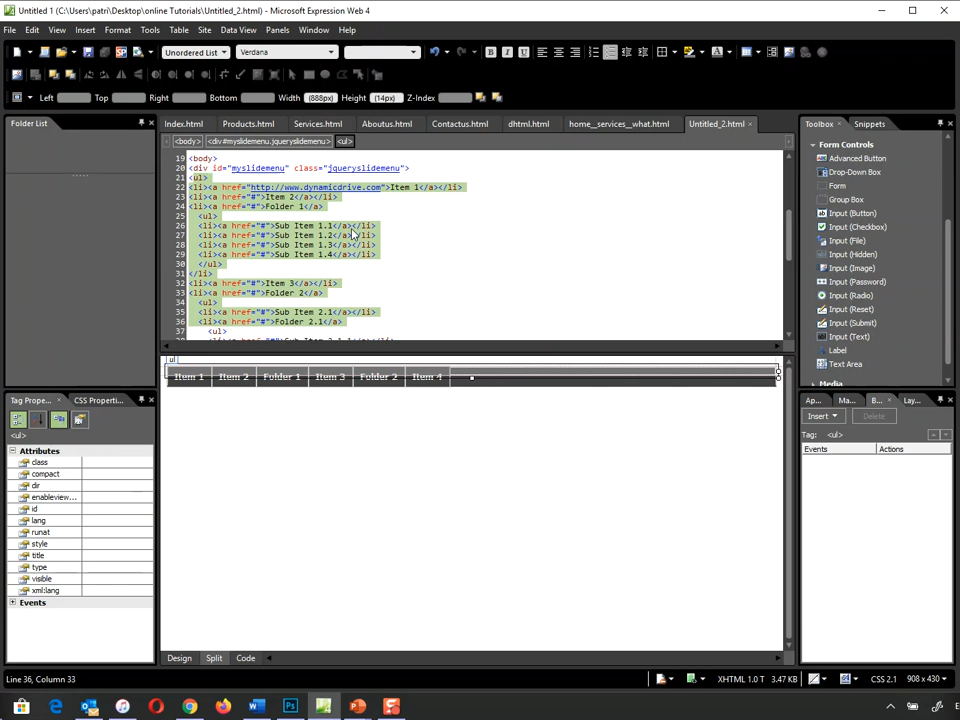 Untitled 1 (C:\Users\patri\Desktop\online Tutorials\Untitled_2.html) - Microsoft Expression Web 4
File Edit View Insert Format Tools Table Site Data View Panels Window Help
Unordered List Verdana
B I U A
Left Top Right Bottom Width (888px) Height (14px) Z-Index
Folder List
Index.html Products.html Services.html Aboutus.html Contactus.html dhtml.html home__services__what.html Untitled_2.html
<body> <div#myslidemenu.jqueryslidemenu> <ul>
19 <body>
20 <div id="myslidemenu" class="jqueryslidemenu">
21 <ul>
22 <li><a href="http://www.dynamicdrive.com">Item 1</a></li>
23 <li><a href="#">Item 2</a></li>
24 <li><a href="#">Folder 1</a>
25 <ul>
26 <li><a href="#">Sub Item 1.1</a></li>
27 <li><a href="#">Sub Item 1.2</a></li>
28 <li><a href="#">Sub Item 1.3</a></li>
29 <li><a href="#">Sub Item 1.4</a></li>
30 </ul>
31 </li>
32 <li><a href="#">Item 3</a></li>
33 <li><a href="#">Folder 2</a>
34 <ul>
35 <li><a href="#">Sub Item 2.1</a></li>
36 <li><a href="#">Folder 2.1</a>
37 <ul>
ul
Item 1 Item 2 Folder 1 Item 3 Folder 2 Item 4
Design Split Code
Tag Prope... CSS Properti...
<ul>
Attributes
class
compact
dir
enableview...
id
lang
runat
style
title
type
visible
xml:lang
Events
Toolbox Snippets
Form Controls
Advanced Button
Drop-Down Box
Form
Group Box
Input (Button)
Input (Checkbox)
Input (File)
Input (Hidden)
Input (Image)
Input (Password)
Input (Radio)
Input (Reset)
Input (Submit)
Input (Text)
Label
Text Area
Media
Ap... Ma... B... Lay...
Insert Delete
Tag: <ul>
Events Actions
Line 36, Column 33 XHTML 1.0 T 3.47 KB CSS 2.1 908 x 430